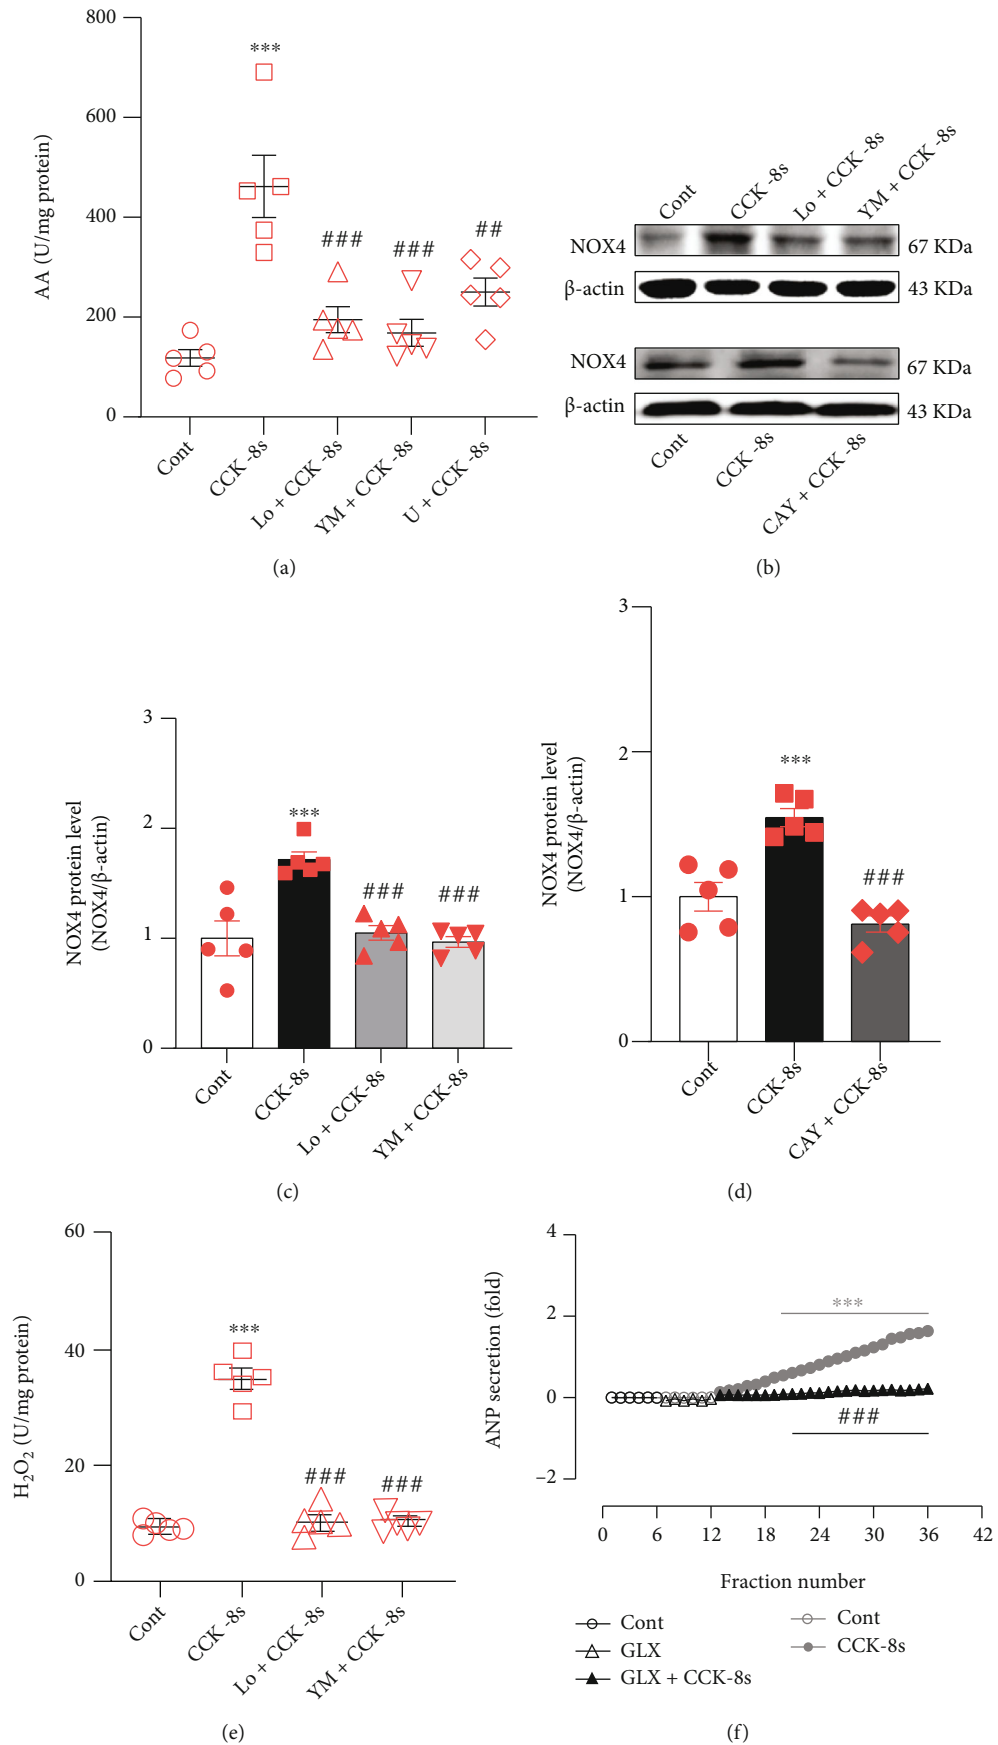 800
600
400
200
0
AA (U/mg protein)
***
###
###
##
Cont
CCK -8s
Lo + CCK -8s
YM + CCK -8s
U + CCK -8s
(a)
Cont
CCK -8s
Lo + CCK -8s
YM + CCK -8s
NOX4
67 KDa
β-actin
43 KDa
NOX4
67 KDa
β-actin
43 KDa
Cont
CCK -8s
CAY + CCK -8s
(b)
3
2
1
0
NOX4 protein level
(NOX4/β-actin)
***
###
###
Cont
CCK-8s
Lo + CCK-8s
YM + CCK-8s
(c)
3
2
1
0
NOX4 protein level
(NOX4/β-actin)
***
###
Cont
CCK-8s
CAY + CCK-8s
(d)
60
40
20
0
H₂O₂ (U/mg protein)
***
###
###
Cont
CCK -8s
Lo + CCK -8s
YM + CCK -8s
(e)
4
2
0
−2
ANP secretion (fold)
***
###
0 6 12 18 24 30 36 42
Fraction number
Cont
GLX
GLX + CCK-8s
Cont
CCK-8s
(f)